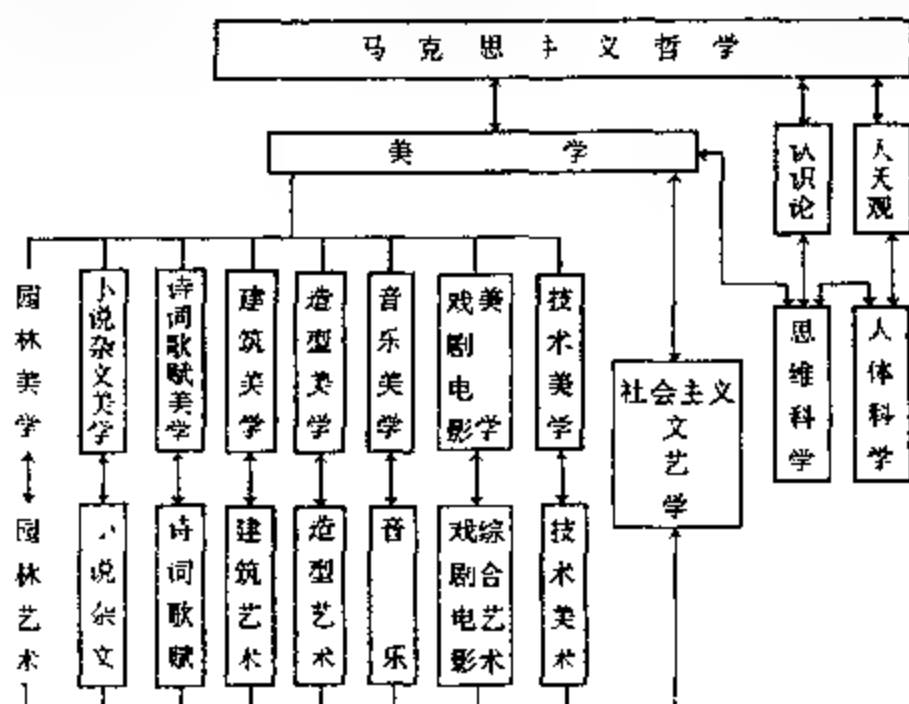 马克思主义哲学
美学
认识论
人天观
园林美学
小说杂文美学
诗词歌赋美学
建筑美学
造型美学
音乐美学
戏剧电影美学
技术美学
社会主义
文艺学
思维科学
人体科学
园林艺术
小说杂文
诗词歌赋
建筑艺术
造型艺术
音乐
戏剧电影综合艺术
技术美术